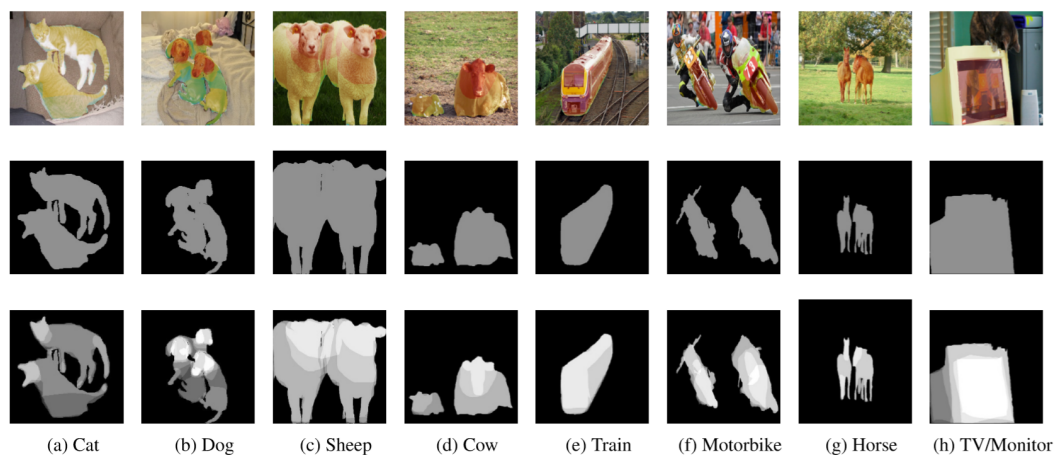 (a) Cat
(b) Dog
(c) Sheep
(d) Cow
(e) Train
(f) Motorbike
(g) Horse
(h) TV/Monitor